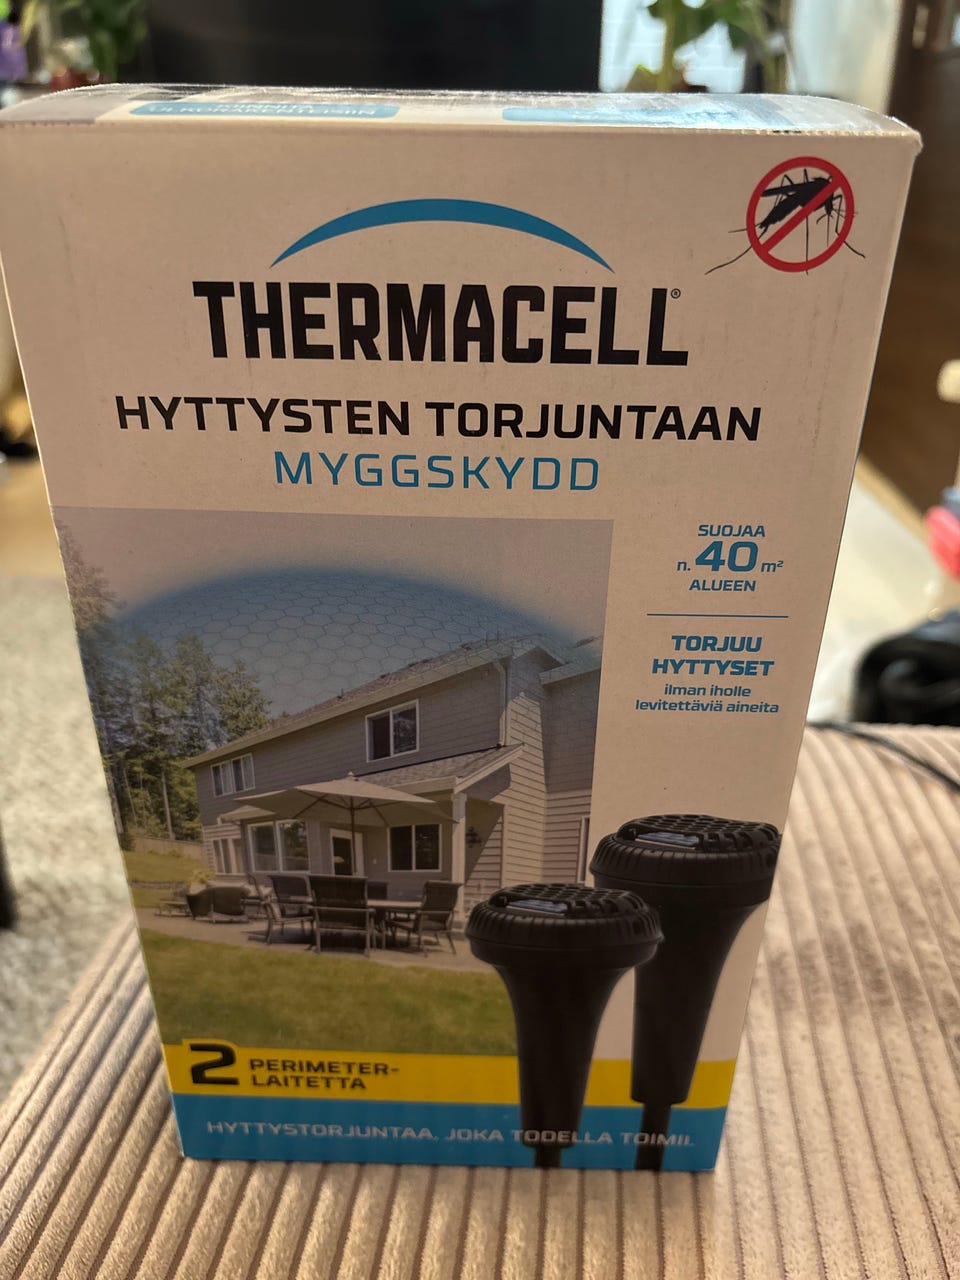 THERMACELL®
HYTTYSTEN TORJUNTAAN
MYGGSKYDD
SUOJAA
n. 40 m²
ALUEEN
TORJUU
HYTTYSET
ilman iholle
levitettäviä aineita
2 PERIMETER-
LAITETTA
HYTTYSTORJUNTAA, JOKA TODELLA TOIMII.